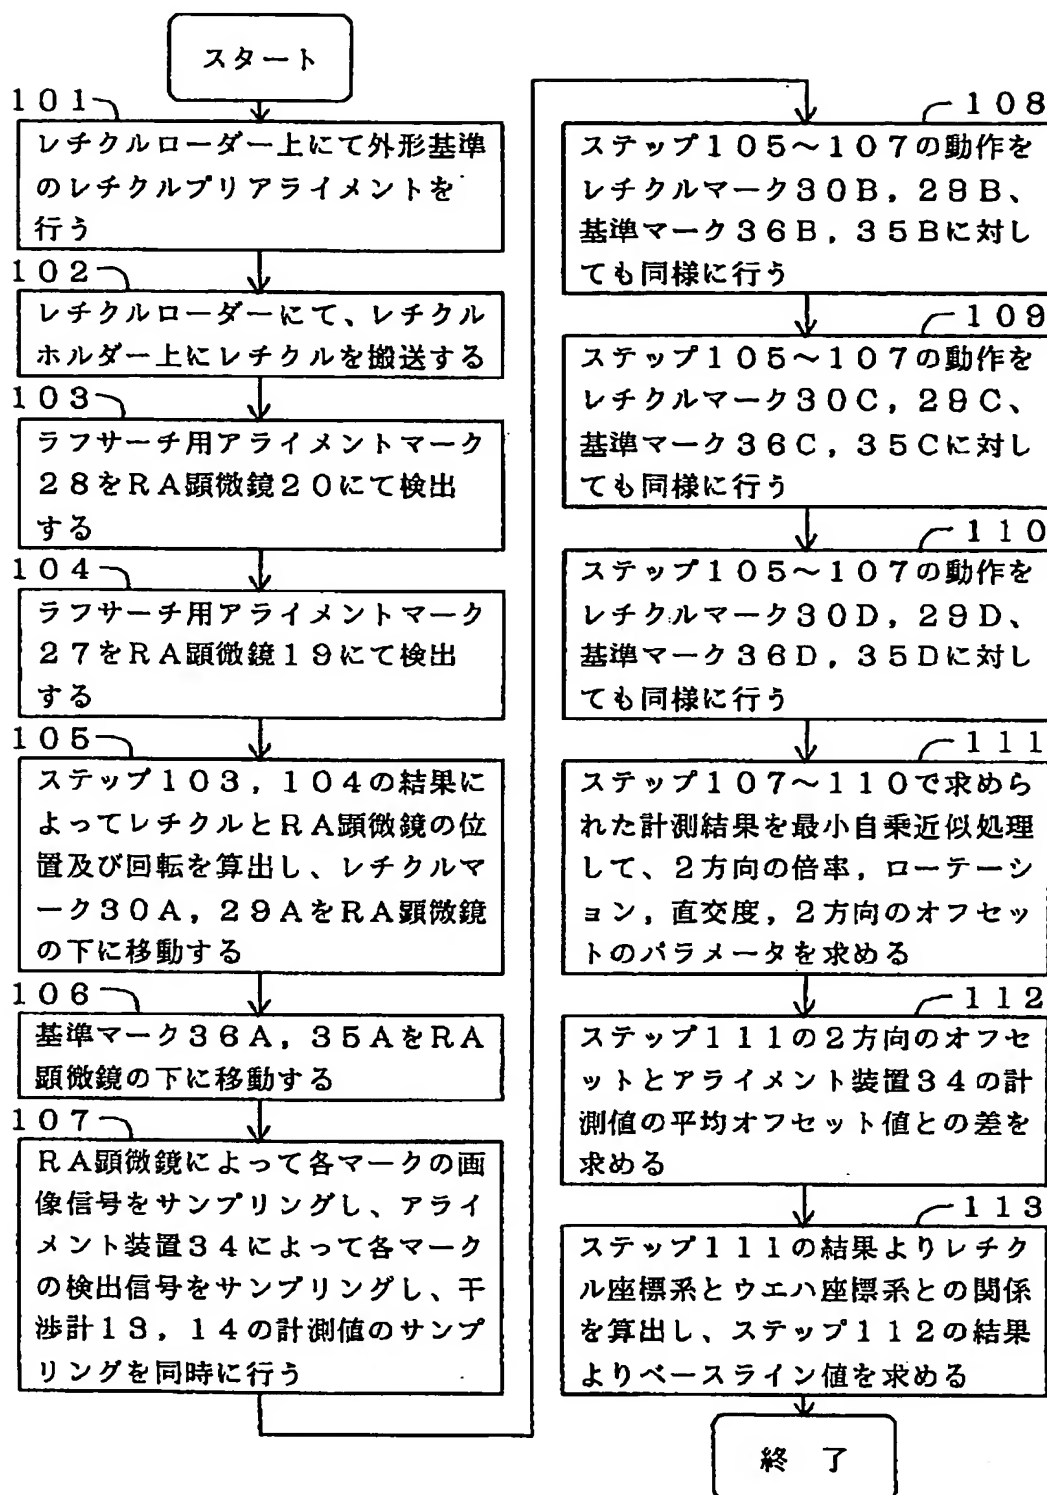 スタート
101
レチクルローダー上にて外形基準
のレチクルプリアライメントを
行う
102
レチクルローダーにて、レチクル
ホルダー上にレチクルを搬送する
103
ラフサーチ用アライメントマーク
28をRA顕微鏡20にて検出
する
104
ラフサーチ用アライメントマーク
27をRA顕微鏡19にて検出
する
105
ステップ103,104の結果に
よってレチクルとRA顕微鏡の位
置及び回転を算出し、レチクルマ
ーク30A,29AをRA顕微鏡
の下に移動する
106
基準マーク36A,35AをRA
顕微鏡の下に移動する
107
RA顕微鏡によって各マークの画
像信号をサンプリングし、アライ
メント装置34によって各マーク
の検出信号をサンプリングし、干
渉計13,14の計測値のサンプ
リングを同時に行う
108
ステップ105~107の動作を
レチクルマーク30B,29B、
基準マーク36B,35Bに対し
ても同様に行う
109
ステップ105~107の動作を
レチクルマーク30C,29C、
基準マーク36C,35Cに対し
ても同様に行う
110
ステップ105~107の動作を
レチクルマーク30D,29D、
基準マーク36D,35Dに対し
ても同様に行う
111
ステップ107~110で求めら
れた計測結果を最小自乗近似処理
して、2方向の倍率,ローテーシ
ョン,直交度,2方向のオフセッ
トのパラメータを求める
112
ステップ111の2方向のオフセ
ットとアライメント装置34の計
測値の平均オフセット値との差を
求める
113
ステップ111の結果よりレチク
ル座標系とウエハ座標系との関係
を算出し、ステップ112の結果
よりベースライン値を求める
終了